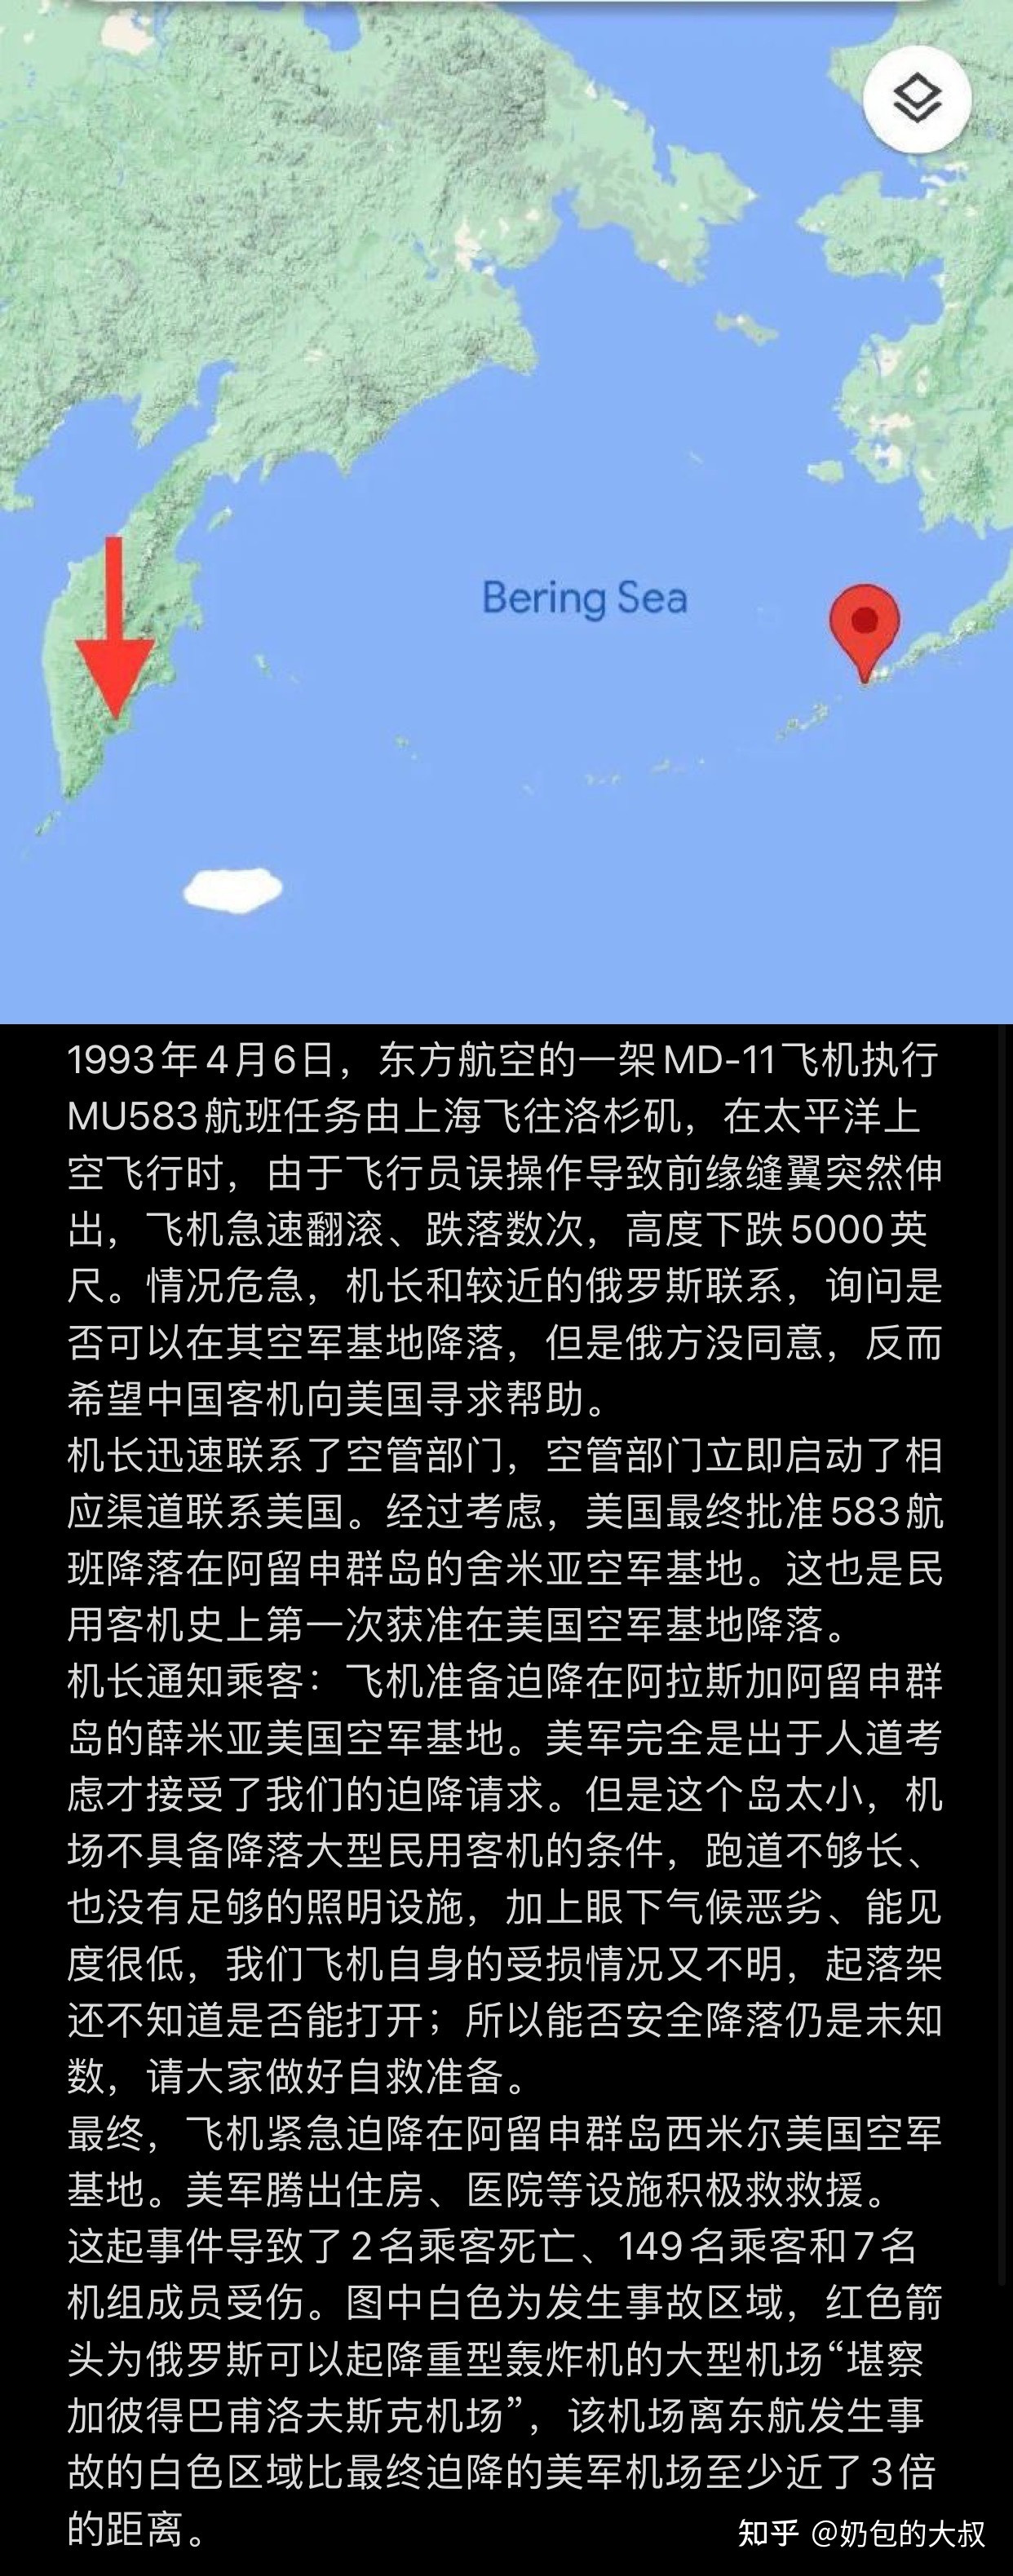 Bering Sea
1993年4月6日，东方航空的一架MD-11飞机执行
MU583航班任务由上海飞往洛杉矶，在太平洋上
空飞行时，由于飞行员误操作导致前缘缝翼突然伸
出，飞机急速翻滚、跌落数次，高度下跌5000英
尺。情况危急，机长和较近的俄罗斯联系，询问是
否可以在其空军基地降落，但是俄方没同意，反而
希望中国客机向美国寻求帮助。
机长迅速联系了空管部门，空管部门立即启动了相
应渠道联系美国。经过考虑，美国最终批准583航
班降落在阿留申群岛的舍米亚空军基地。这也是民
用客机史上第一次获准在美国空军基地降落。
机长通知乘客：飞机准备迫降在阿拉斯加阿留申群
岛的薛米亚美国空军基地。美军完全是出于人道考
虑才接受了我们的迫降请求。但是这个岛太小，机
场不具备降落大型民用客机的条件，跑道不够长、
也没有足够的照明设施，加上眼下气候恶劣、能见
度很低，我们飞机自身的受损情况又不明，起落架
还不知道是否能打开；所以能否安全降落仍是未知
数，请大家做好自救准备。
最终，飞机紧急迫降在阿留申群岛西米尔美国空军
基地。美军腾出住房、医院等设施积极救救援。
这起事件导致了2名乘客死亡、149名乘客和7名
机组成员受伤。图中白色为发生事故区域，红色箭
头为俄罗斯可以起降重型轰炸机的大型机场“堪察
加彼得巴甫洛夫斯克机场”，该机场离东航发生事
故的白色区域比最终迫降的美军机场至少近了3倍
的距离。
知乎 @奶包的大叔